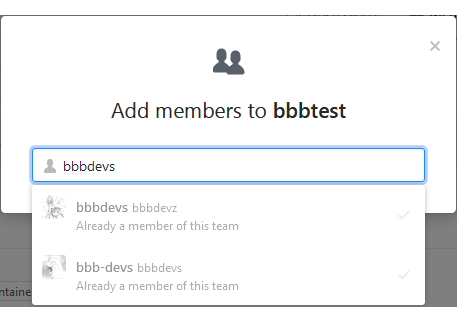 Add members to bbbtest
bbbdevs
bbbdevs bbbdevz
Already a member of this team
bbb-devs bbbdevs
Already a member of this team
ntaine